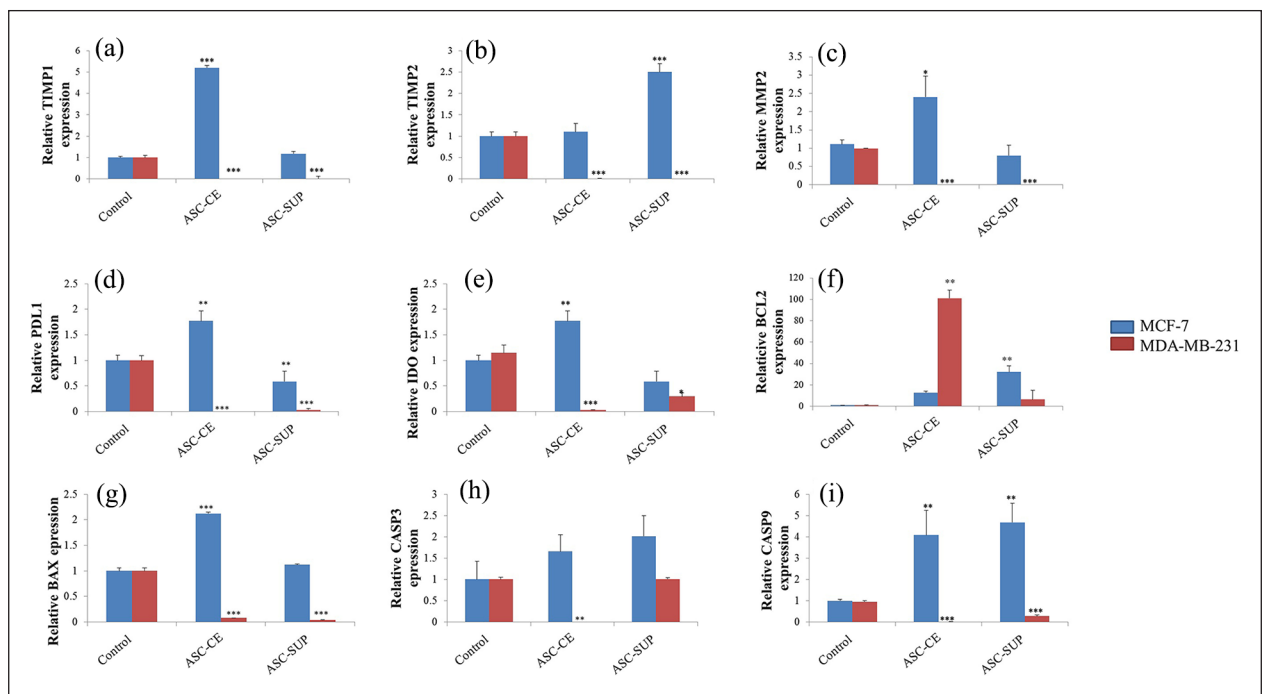 (a)
Relative TIMP1
expression
6
5
4
3
2
1
0
***
***
***
Control
ASC-CE
ASC-SUP
(b)
Relative TIMP2
expression
3
2.5
2
1.5
1
0.5
0
***
***
***
Control
ASC-CE
ASC-SUP
(c)
Relative MMP2
expression
3.5
3
2.5
2
1.5
1
0.5
0
*
***
***
Control
ASC-CE
ASC-SUP
(d)
Relative PDL1
expression
2.5
2
1.5
1
0.5
0
**
***
**
***
Control
ASC-CE
ASC-SUP
(e)
Relative IDO expression
2.5
2
1.5
1
0.5
0
**
***
*
Control
ASC-CE
ASC-SUP
(f)
Relaticive BCL2
expression
120
100
80
60
40
20
0
**
**
Control
ASC-CE
ASC-SUP
MCF-7
MDA-MB-231
(g)
Relative BAX epression
2.5
2
1.5
1
0.5
0
***
***
***
Control
ASC-CE
ASC-SUP
(h)
Relative CASP3
epression
3
2.5
2
1.5
1
0.5
0
**
Control
ASC-CE
ASC-SUP
(i)
Relative CASP9
expression
6
5
4
3
2
1
0
**
***
**
***
Control
ASC-CE
ASC-SUP